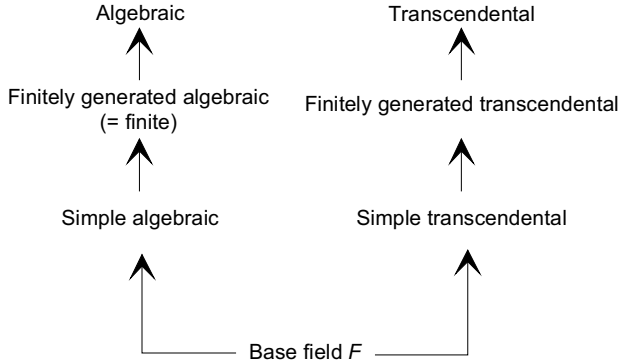 Algebraic
Transcendental
Finitely generated algebraic
(= finite)
Finitely generated transcendental
Simple algebraic
Simple transcendental
Base field F